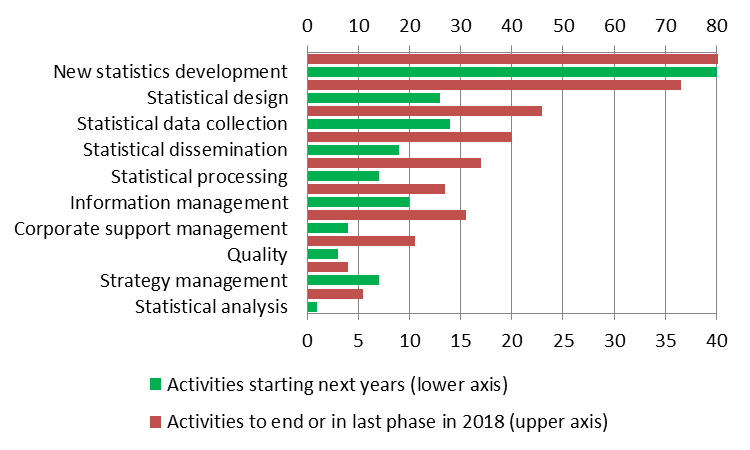 0 10 20 30 40 50 60 70 80
New statistics development
Statistical design
Statistical data collection
Statistical dissemination
Statistical processing
Information management
Corporate support management
Quality
Strategy management
Statistical analysis
0 5 10 15 20 25 30 35 40
Activities starting next years (lower axis)
Activities to end or in last phase in 2018 (upper axis)